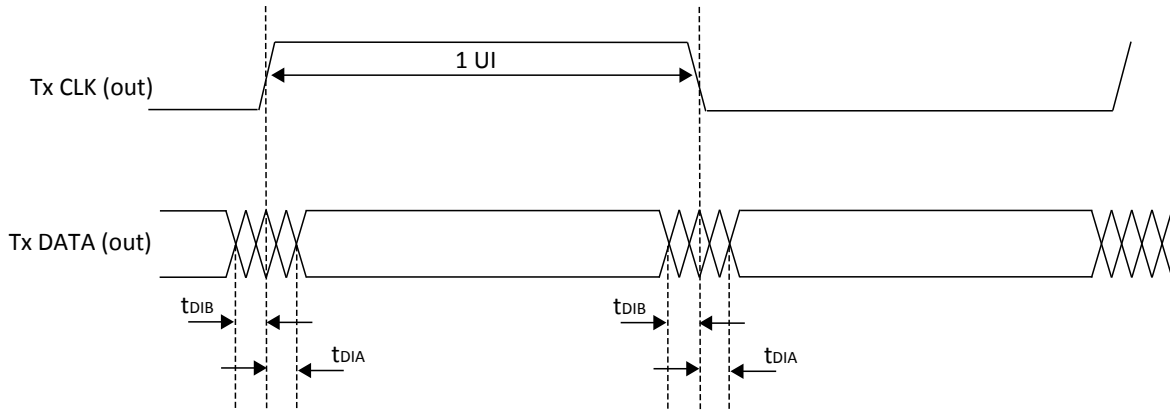 1 UI
Tx CLK (out)
Tx DATA (out)
tDIB
tDIB
tDIA
tDIA